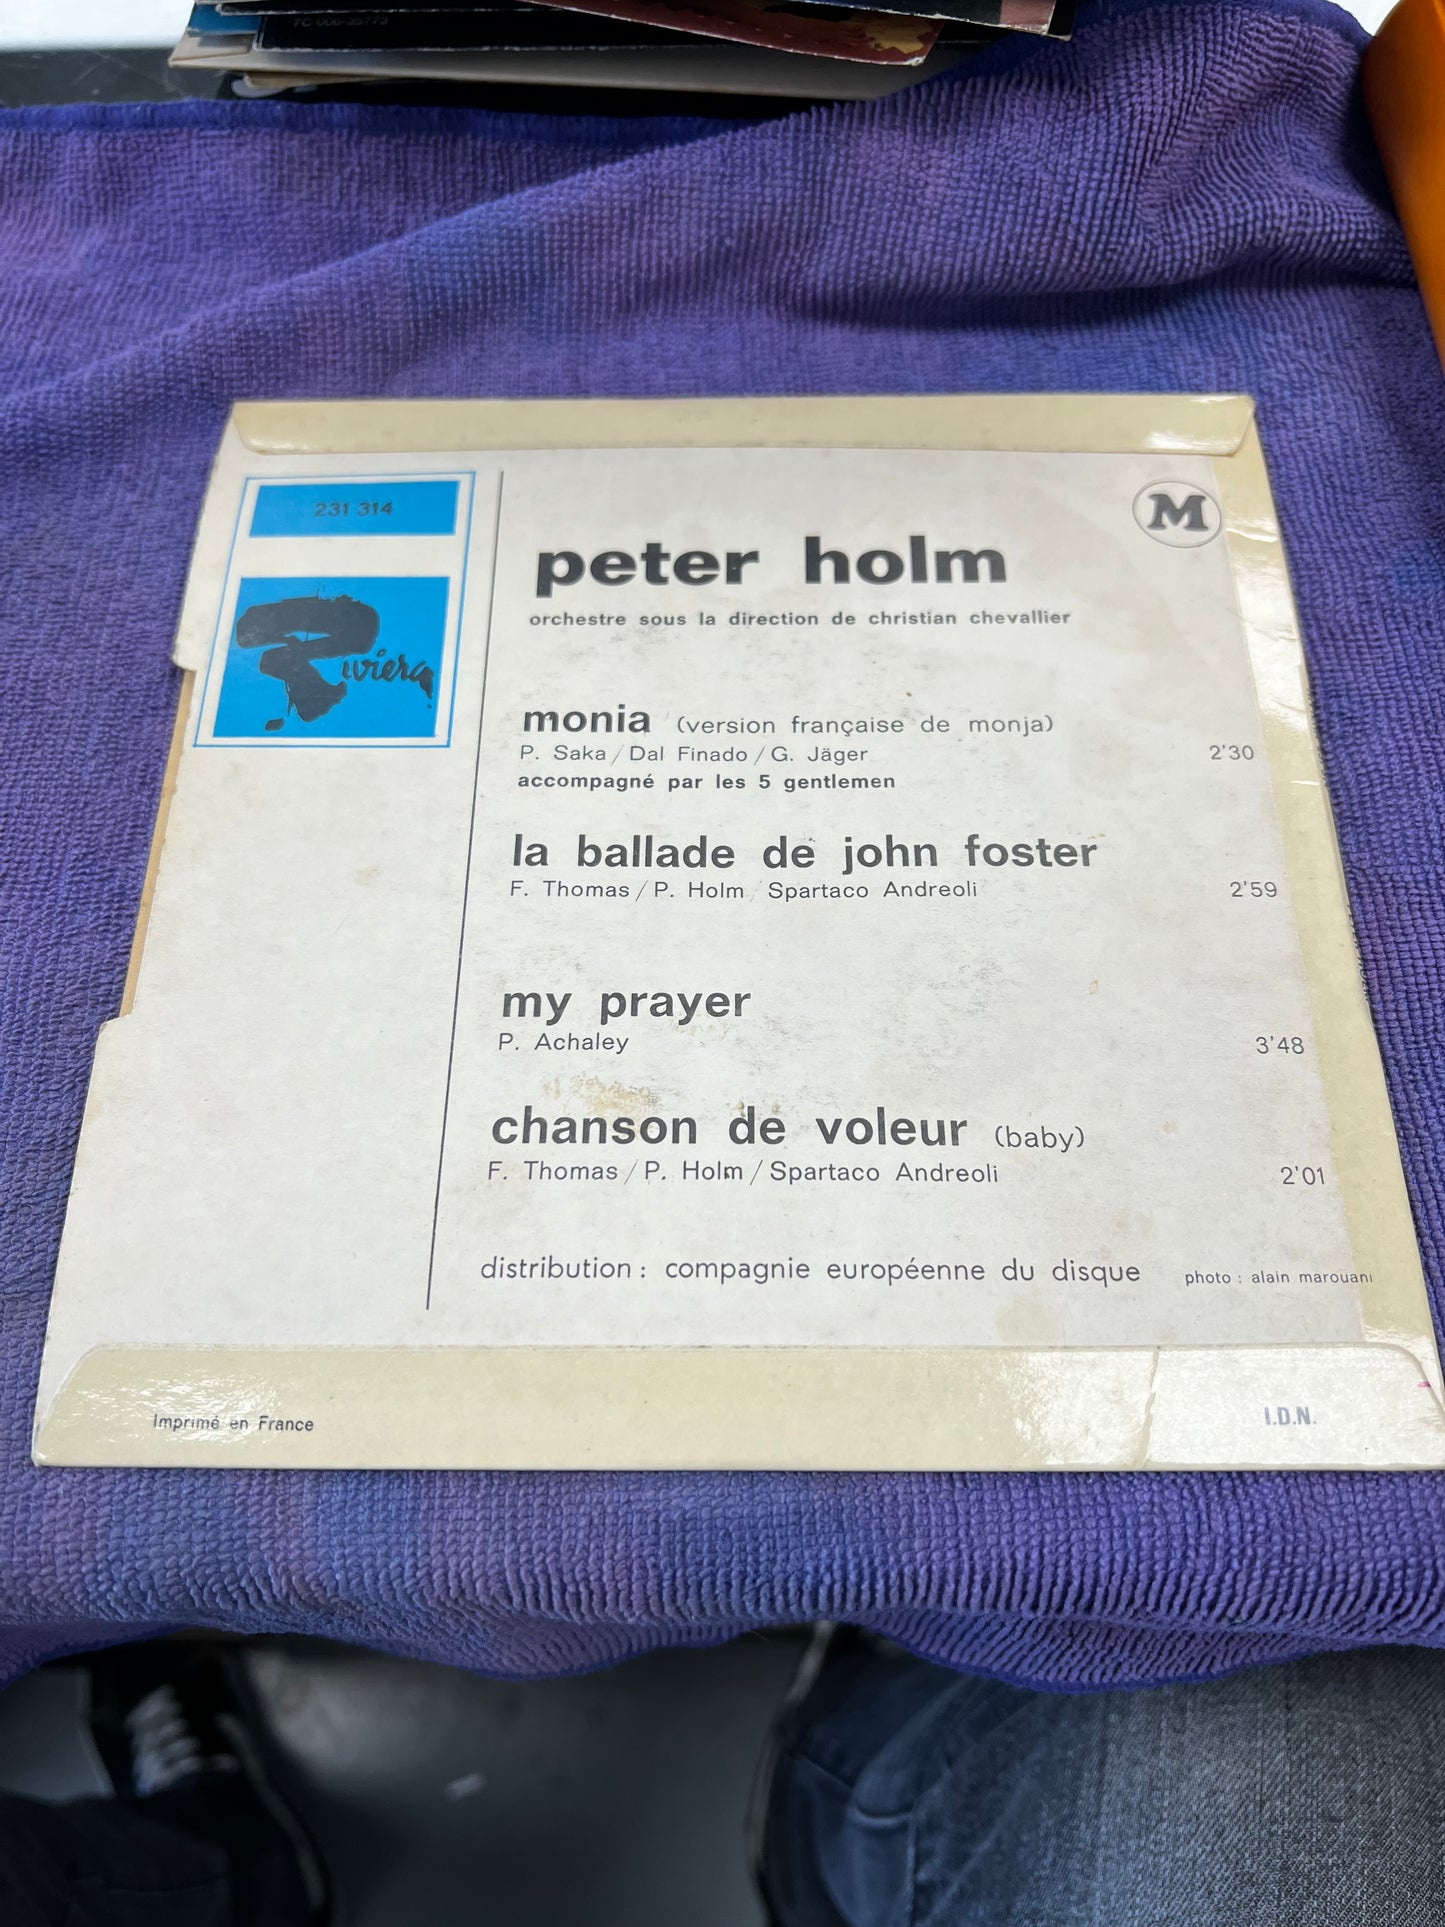 TC 006-35773
231 314
Riviera
M
peter holm
orchestre sous la direction de christian chevallier
monia (version française de monja)
P. Saka / Dal Finado / G. Jäger 2'30
accompagné par les 5 gentlemen
la ballade de john foster
F. Thomas / P. Holm / Spartaco Andreoli 2'59
my prayer
P. Achaley 3'48
chanson de voleur (baby)
F. Thomas / P. Holm / Spartaco Andreoli 2'01
distribution : compagnie européenne du disque photo : alain marouani
Imprimé en France I.D.N.